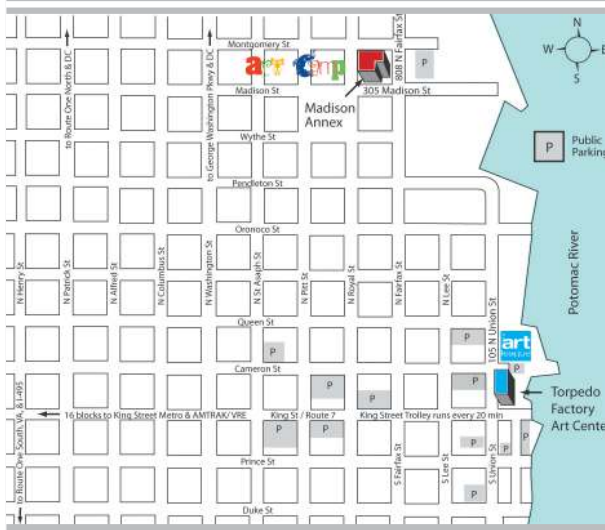 Montgomery St
art Camp
808 N Fairfax St
N
W
E
S
to Route One North & DC
to George Washington Pkwy & DC
Madison St
305 Madison St
Madison
Annex
P
Wythe St
P
Public
Parking
Pendleton St
Oronoco St
N Henry St
N Patrick St
N Alfred St
N Columbus St
N Washington St
N St Asaph St
N Pitt St
N Royal St
N Fairfax St
N Lee St
105 N Union St
Potomac River
Queen St
P
P
art
P
Cameron St
P
P
P
Torpedo
Factory
Art Cente
16 blocks to King Street Metro & AMTRAK/VRE
King St / Route 7
King Street Trolley runs every 20 min
to Route One South, VA, & I-495
P
P
P
P
P
S Fairfax St
S Lee St
S Union St
Prince St
P
Duke St